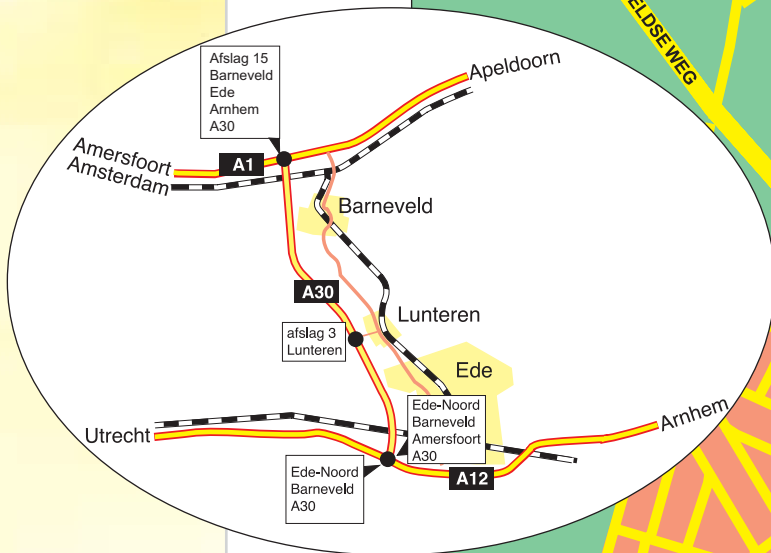 ELDSE WEG
Afslag 15
Barneveld
Ede
Arnhem
A30
Apeldoorn
Amersfoort
Amsterdam
A1
Barneveld
A30
Lunteren
afslag 3
Lunteren
Ede
Ede-Noord
Barneveld
Amersfoort
A30
Arnhem
Utrecht
Ede-Noord
Barneveld
A30
A12